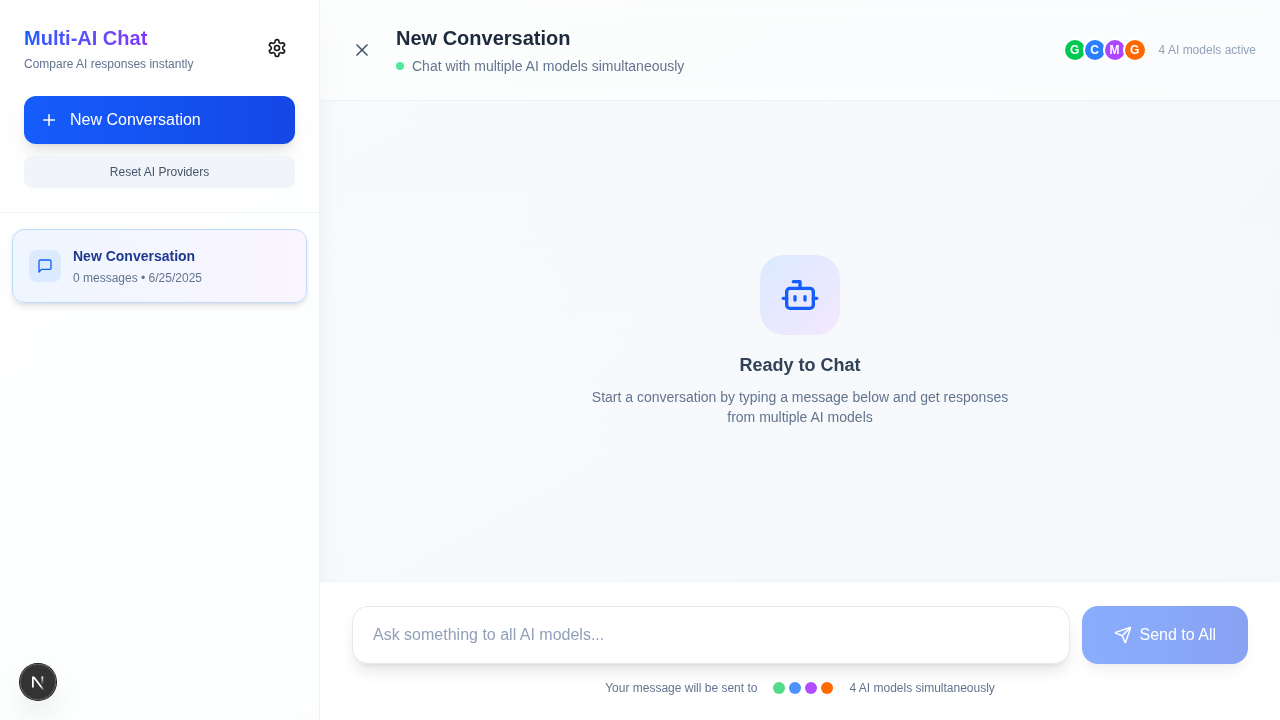 Multi-AI Chat
Compare AI responses instantly
New Conversation
Reset AI Providers
New Conversation
0 messages • 6/25/2025
N
New Conversation
Chat with multiple AI models simultaneously
G C M G
4 AI models active
Ready to Chat
Start a conversation by typing a message below and get responses
from multiple AI models
Ask something to all AI models...
Send to All
Your message will be sent to
4 AI models simultaneously